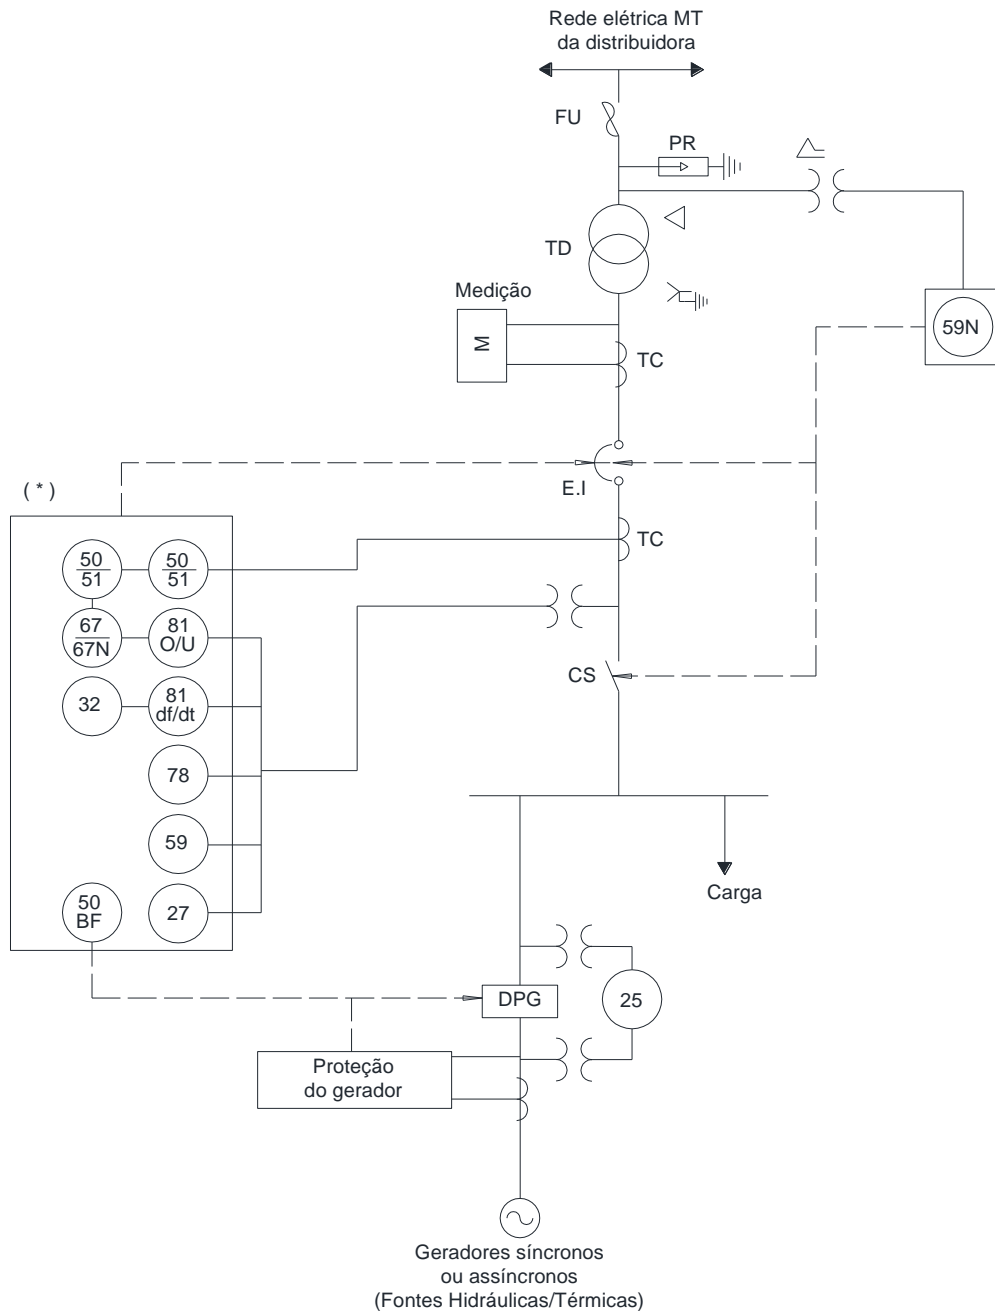 Rede elétrica MT
da distribuidora
FU
PR
TD
Medição
M
TC
59N
E.I
( * )
TC
50
51
50
51
67
67N
81
O/U
32
81
df/dt
CS
78
59
50
BF
27
Carga
DPG
25
Proteção
do gerador
Geradores síncronos
ou assíncronos
(Fontes Hidráulicas/Térmicas)